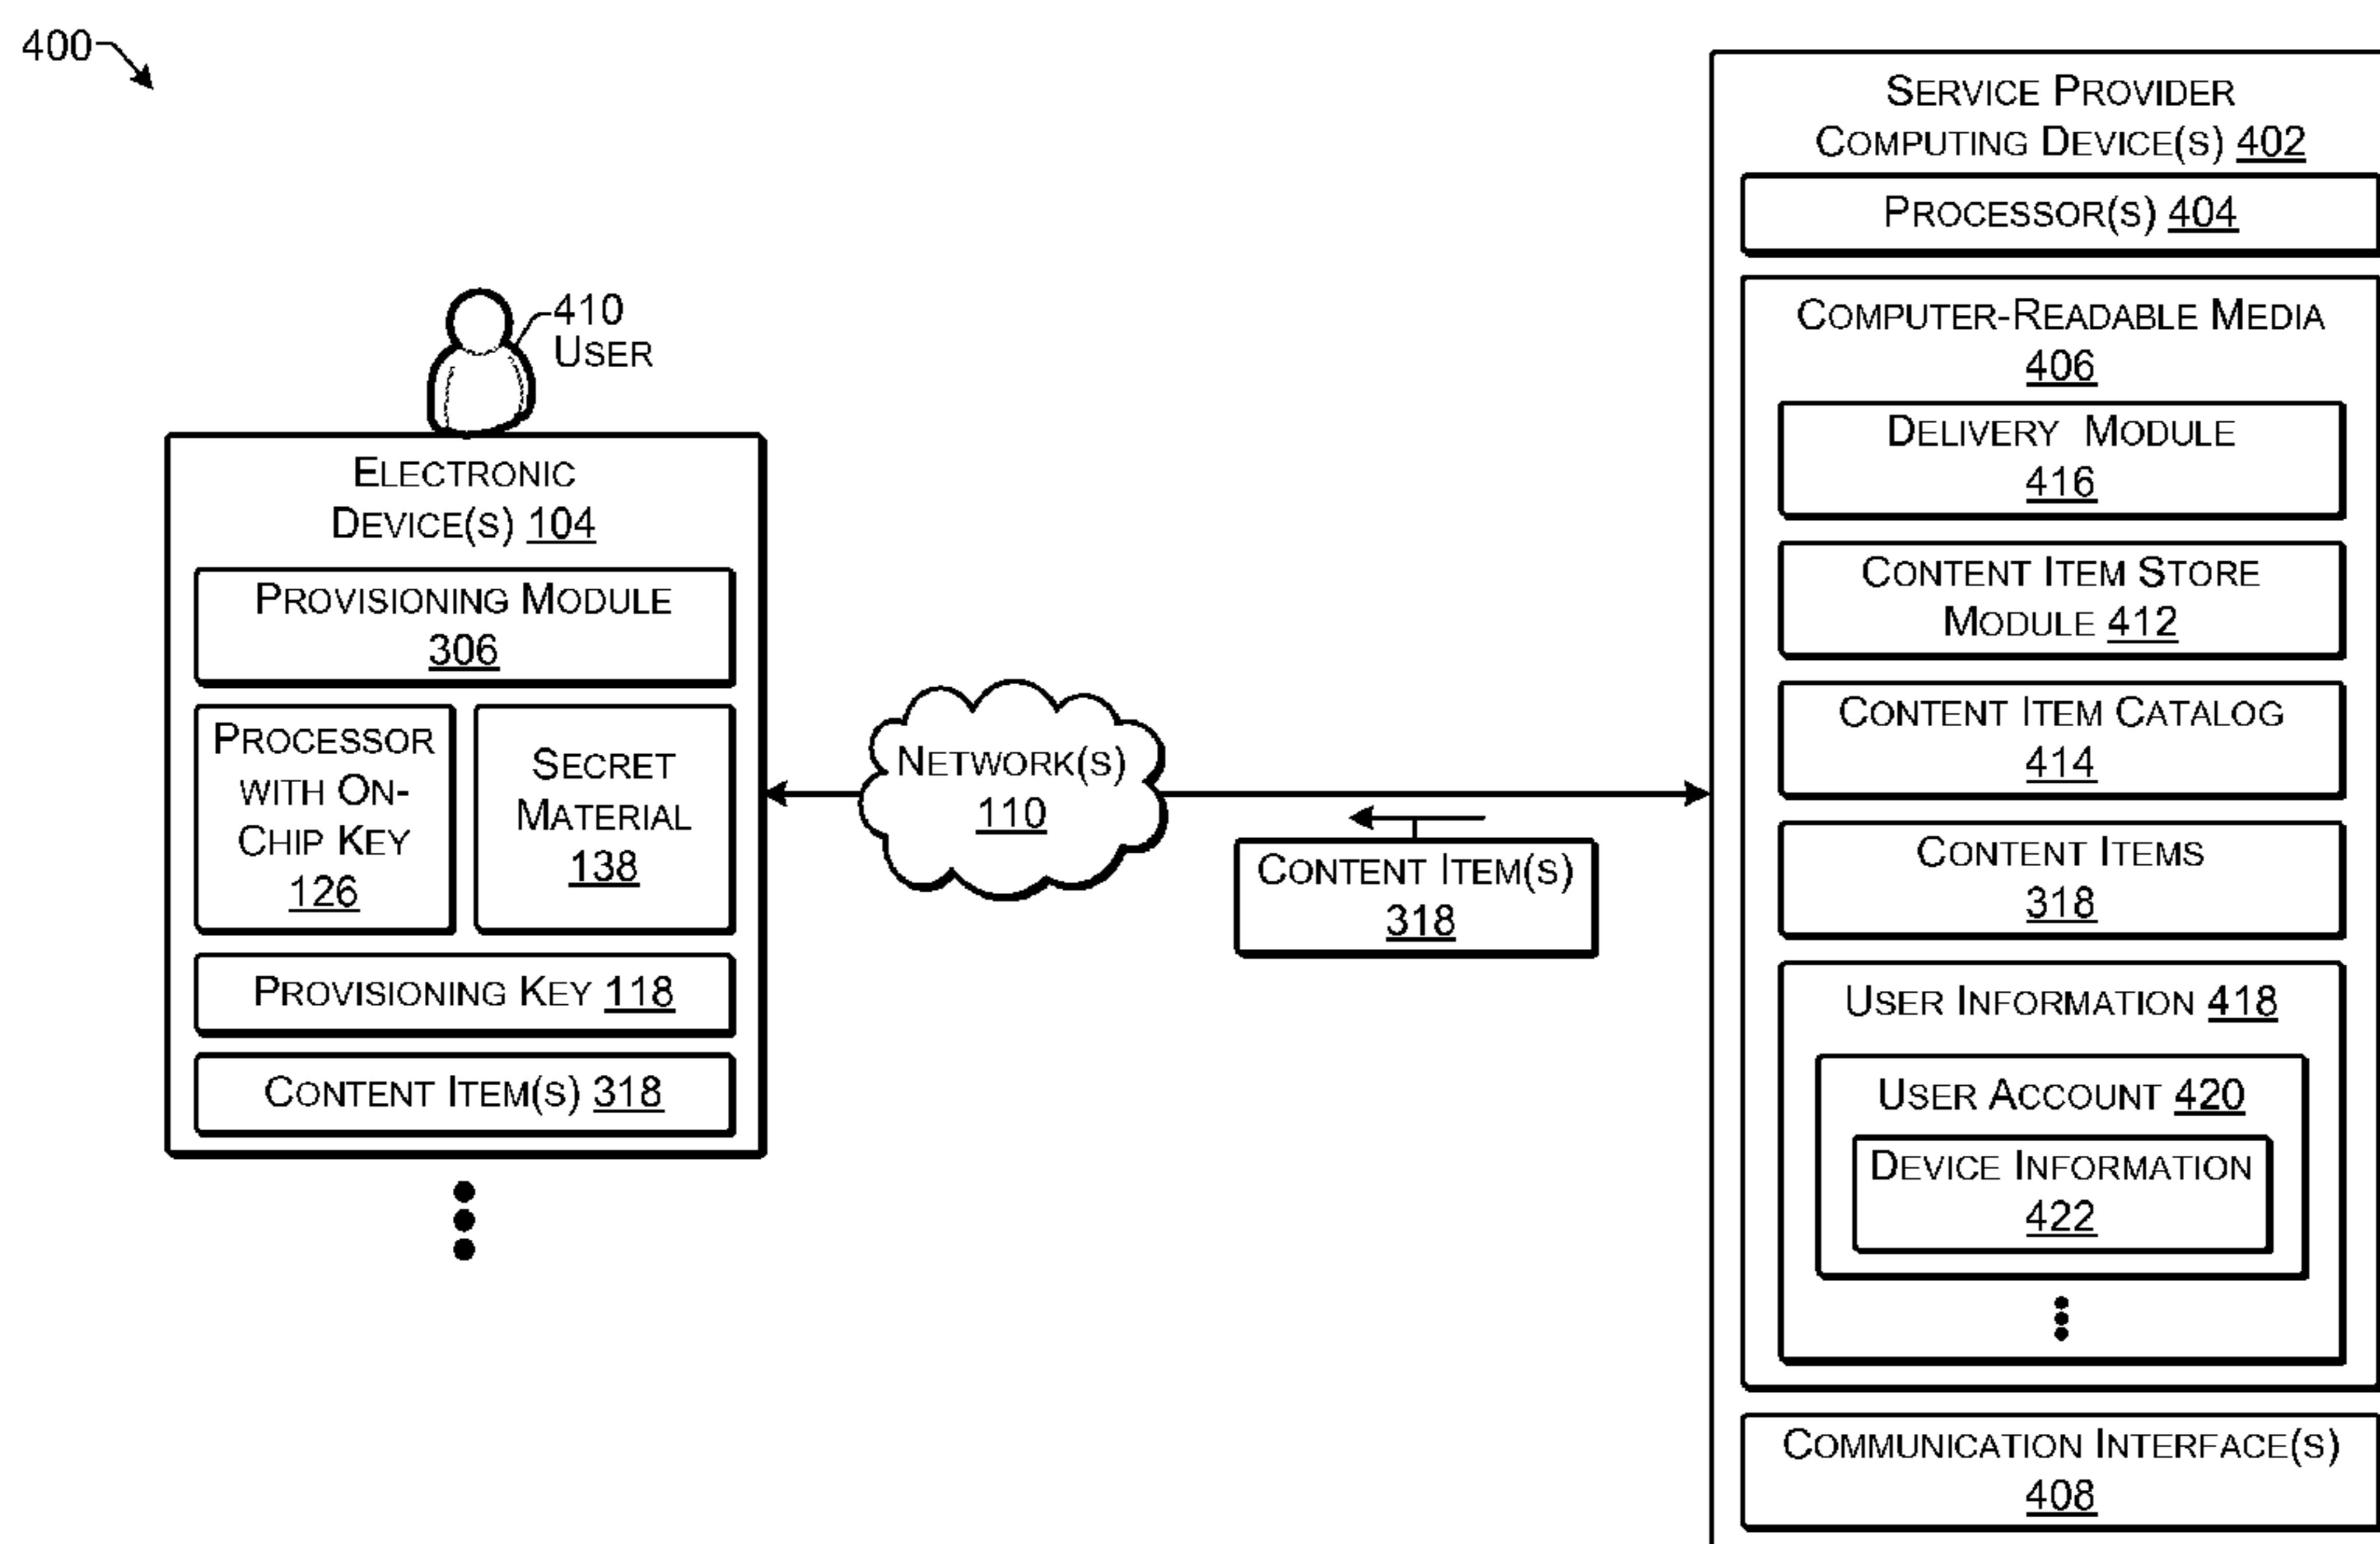 400
410
USER
ELECTRONIC
DEVICE(S) 104
PROVISIONING MODULE
306
PROCESSOR
WITH ON-
CHIP KEY
126
SECRET
MATERIAL
138
PROVISIONING KEY 118
CONTENT ITEM(S) 318
NETWORK(S)
110
CONTENT ITEM(S)
318
SERVICE PROVIDER
COMPUTING DEVICE(S) 402
PROCESSOR(S) 404
COMPUTER-READABLE MEDIA
406
DELIVERY MODULE
416
CONTENT ITEM STORE
MODULE 412
CONTENT ITEM CATALOG
414
CONTENT ITEMS
318
USER INFORMATION 418
USER ACCOUNT 420
DEVICE INFORMATION
422
COMMUNICATION INTERFACE(S)
408